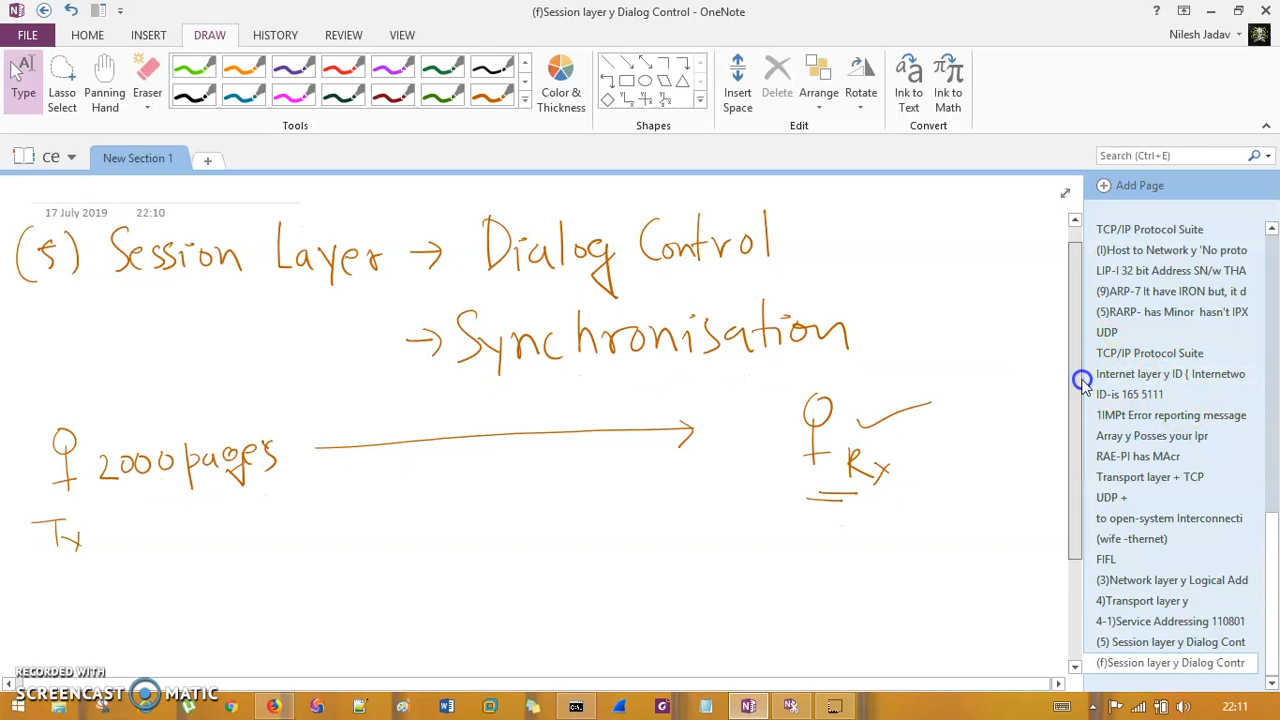 (f)Session layer y Dialog Control - OneNote
FILE HOME INSERT DRAW HISTORY REVIEW VIEW Nilesh Jadav
Type Lasso Select Panning Hand Eraser Color & Thickness Insert Space Delete Arrange Rotate Ink to Text Ink to Math
Tools Shapes Edit Convert
ce New Section 1 Search (Ctrl+E)
Add Page
17 July 2019 22:10
(5) Session Layer → Dialog Control
→ Synchronisation
2000 pages
Rx
Tx
TCP/IP Protocol Suite
(I)Host to Network y 'No proto
LIP-I 32 bit Address SN/w THA
(9)ARP-7 It have IRON but, it d
(5)RARP- has Minor hasn't IPX
UDP
TCP/IP Protocol Suite
Internet layer y ID ( Internetwo
ID-is 165 5111
1IMPt Error reporting message
Array y Posses your Ipr
RAE-PI has MAcr
Transport layer + TCP
UDP +
to open-system Interconnecti
(wife -thernet)
FIFL
(3)Network layer y Logical Add
4)Transport layer y
4-1)Service Addressing 110801
(5) Session layer y Dialog Cont
(f)Session layer y Dialog Contr
RECORDED WITH
SCREENCAST MATIC
22:11